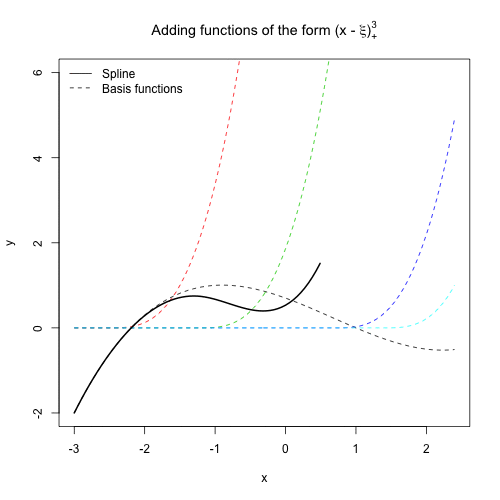 Adding functions of the form (x - ξ)³₊
Spline
Basis functions
6
4
2
0
-2
y
-3 -2 -1 0 1 2
x